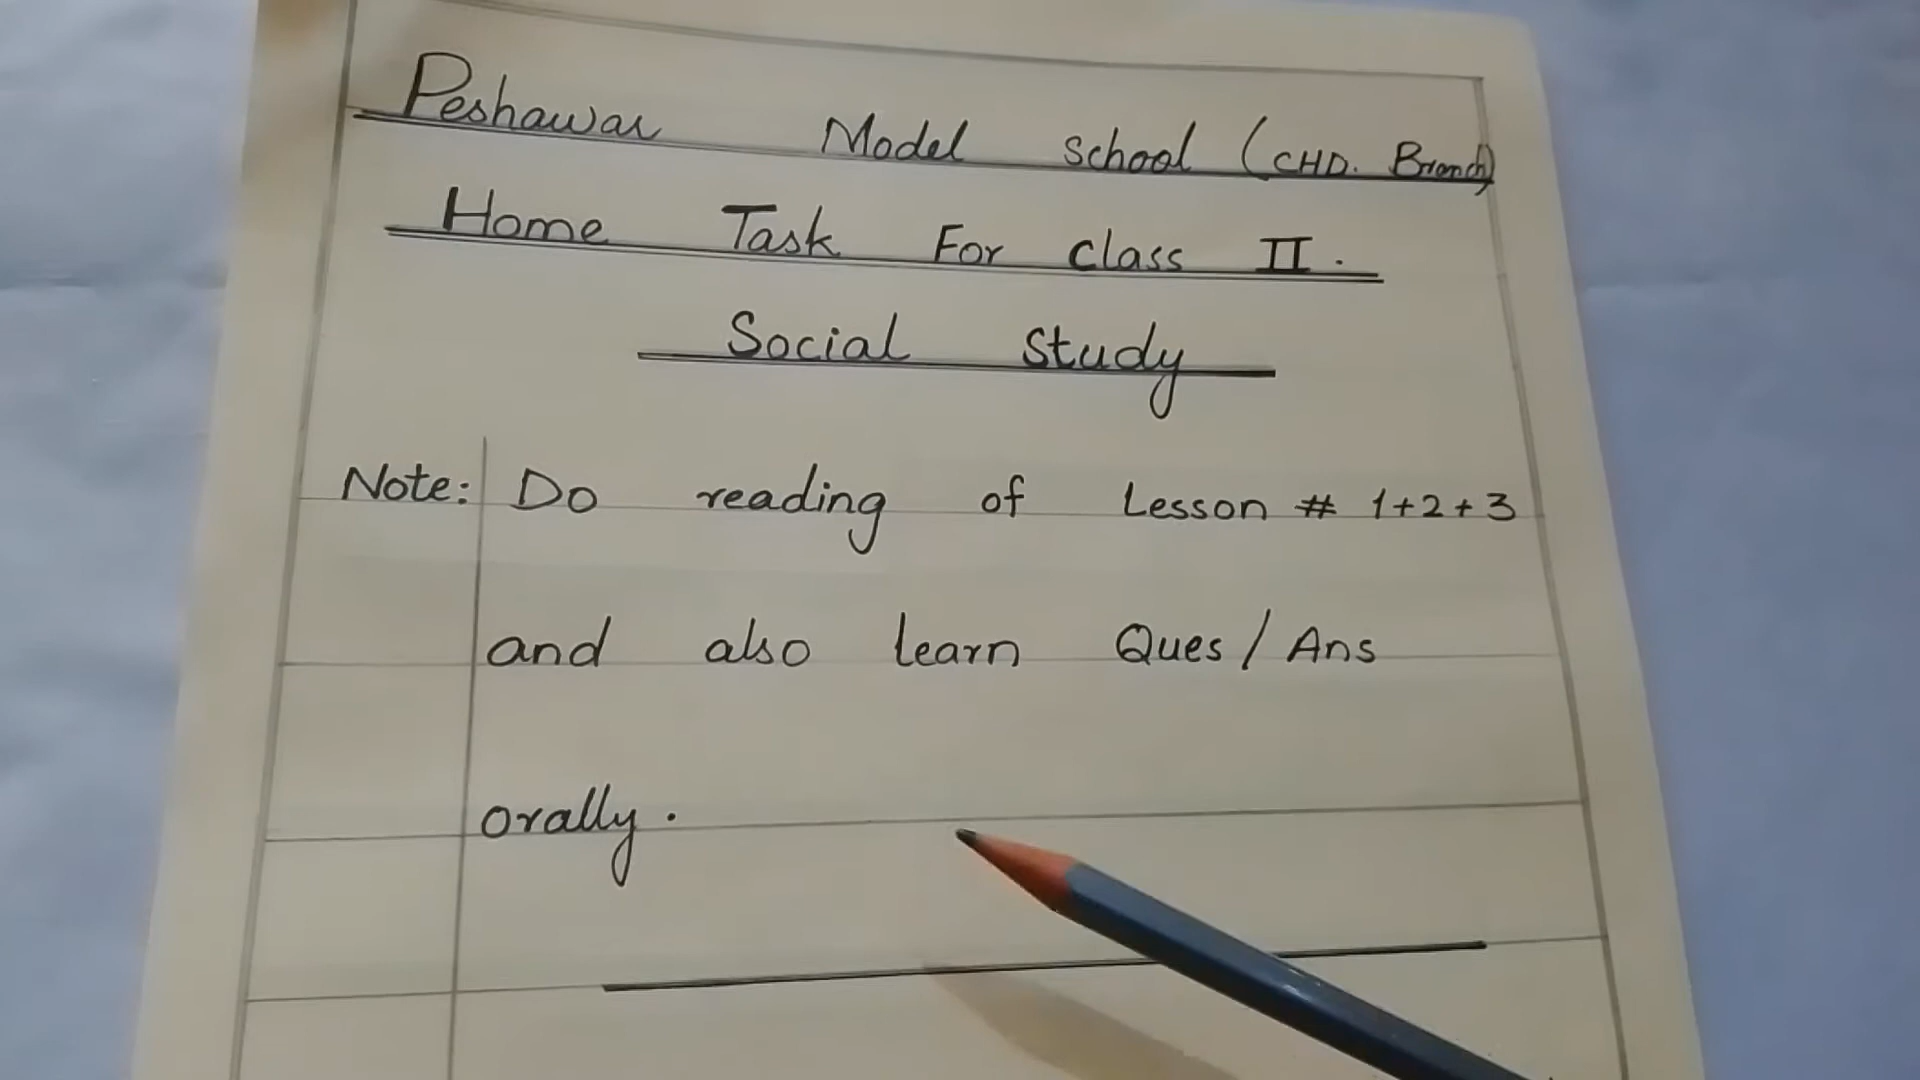 Peshawar Model School (CHD. Branch)
Home Task For Class II.
Social Study
Note: Do reading of Lesson # 1+2+3
and also learn Ques/Ans
orally.